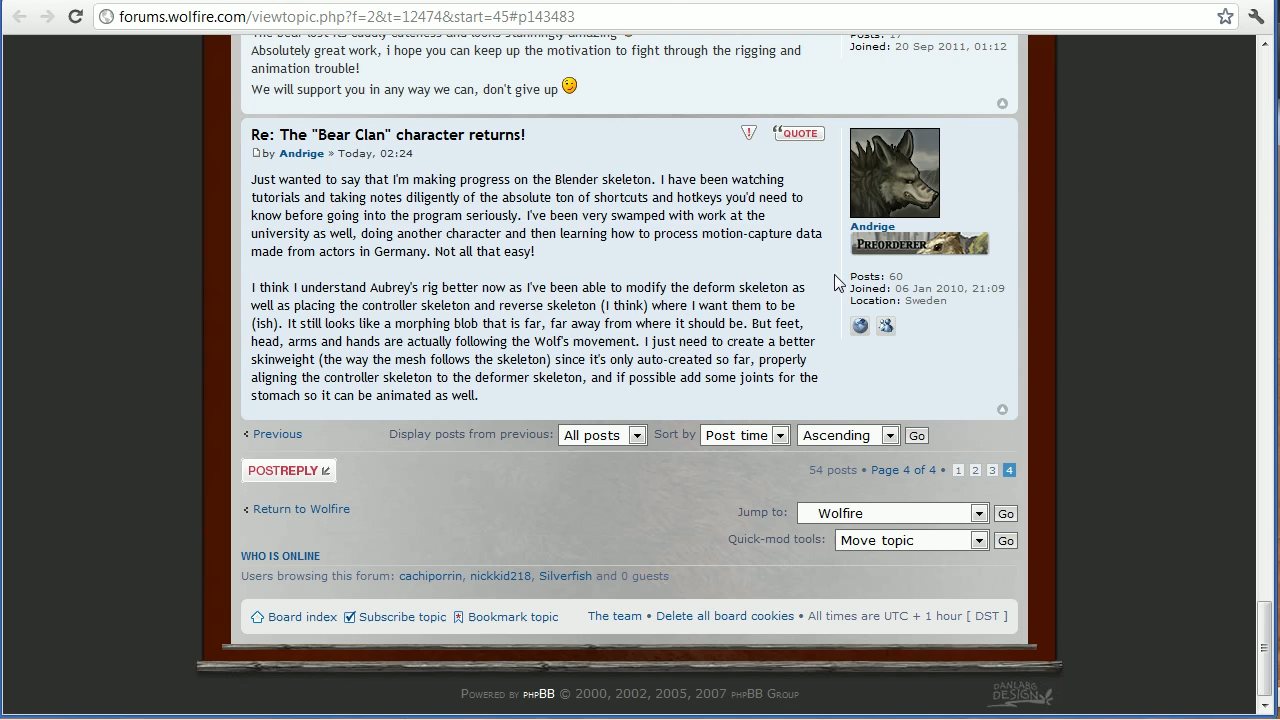 forums.wolfire.com/viewtopic.php?f=2&t=12474&start=45#p143483
The bear lost its cuddly cuteness and looks stunningly amazing
Absolutely great work, i hope you can keep up the motivation to fight through the rigging and
animation trouble!
We will support you in any way we can, don't give up
Posts: 17
Joined: 20 Sep 2011, 01:12
Re: The "Bear Clan" character returns!
QUOTE
by Andrige » Today, 02:24
Just wanted to say that I'm making progress on the Blender skeleton. I have been watching
tutorials and taking notes diligently of the absolute ton of shortcuts and hotkeys you'd need to
know before going into the program seriously. I've been very swamped with work at the
university as well, doing another character and then learning how to process motion-capture data
made from actors in Germany. Not all that easy!
I think I understand Aubrey's rig better now as I've been able to modify the deform skeleton as
well as placing the controller skeleton and reverse skeleton (I think) where I want them to be
(ish). It still looks like a morphing blob that is far, far away from where it should be. But feet,
head, arms and hands are actually following the Wolf's movement. I just need to create a better
skinweight (the way the mesh follows the skeleton) since it's only auto-created so far, properly
aligning the controller skeleton to the deformer skeleton, and if possible add some joints for the
stomach so it can be animated as well.
Andrige
PREORDERER
Posts: 60
Joined: 06 Jan 2010, 21:09
Location: Sweden
Previous
Display posts from previous: All posts Sort by Post time Ascending Go
POSTREPLY
54 posts • Page 4 of 4 • 1 2 3 4
Return to Wolfire
Jump to: Wolfire Go
Quick-mod tools: Move topic Go
WHO IS ONLINE
Users browsing this forum: cachiporrin, nickkid218, Silverfish and 0 guests
Board index Subscribe topic Bookmark topic The team • Delete all board cookies • All times are UTC + 1 hour [ DST ]
POWERED BY PHPBB © 2000, 2002, 2005, 2007 PHPBB GROUP
DANLABS
DESIGN